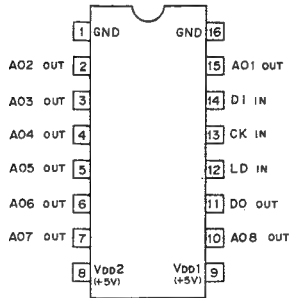 1 GND GND 16
AO2 OUT 2 15 AO1 OUT
AO3 OUT 3 14 DI IN
AO4 OUT 4 13 CK IN
AO5 OUT 5 12 LD IN
AO6 OUT 6 11 DO OUT
AO7 OUT 7 10 AO8 OUT
8 VDD2 VDD1 9
(+5V) (+5V)